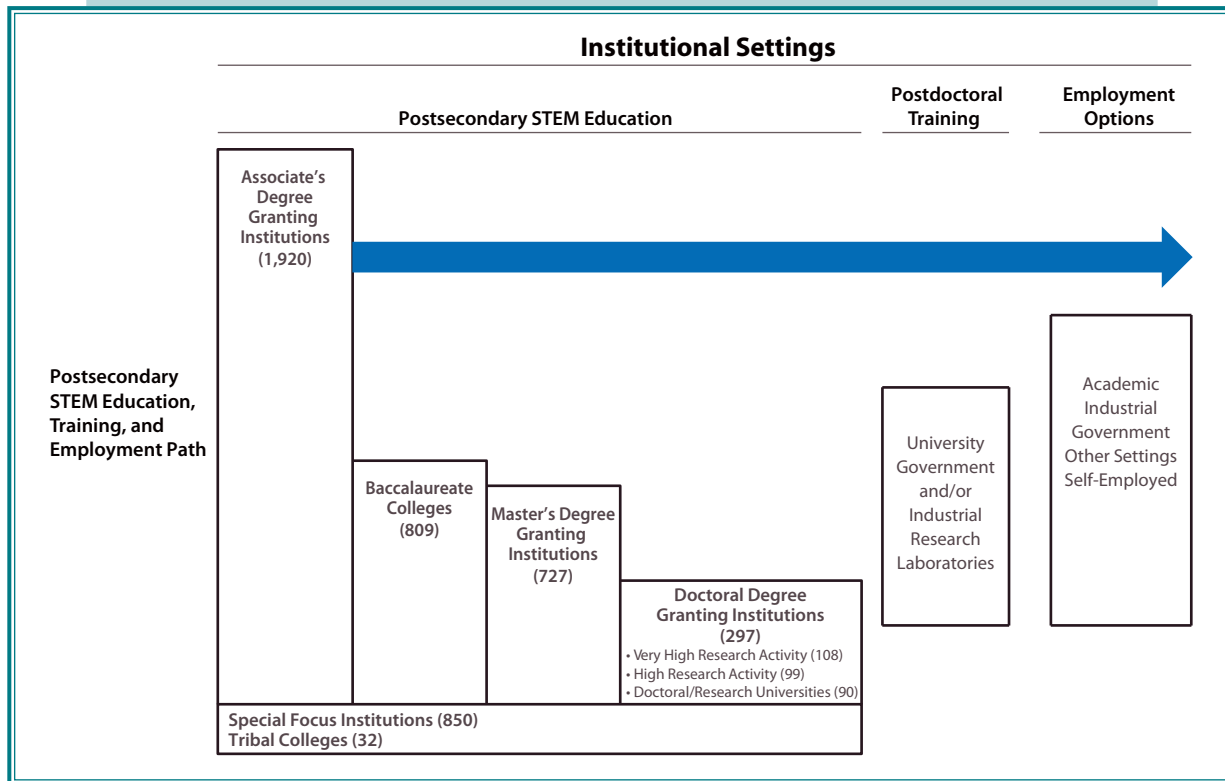 Institutional Settings
Postsecondary STEM Education
Postdoctoral
Training
Employment
Options
Associate's
Degree
Granting
Institutions
(1,920)
Postsecondary
STEM Education,
Training, and
Employment Path
Baccalaureate
Colleges
(809)
Master's Degree
Granting
Institutions
(727)
Doctoral Degree
Granting Institutions
(297)
• Very High Research Activity (108)
• High Research Activity (99)
• Doctoral/Research Universities (90)
Special Focus Institutions (850)
Tribal Colleges (32)
University
Government
and/or
Industrial
Research
Laboratories
Academic
Industrial
Government
Other Settings
Self-Employed